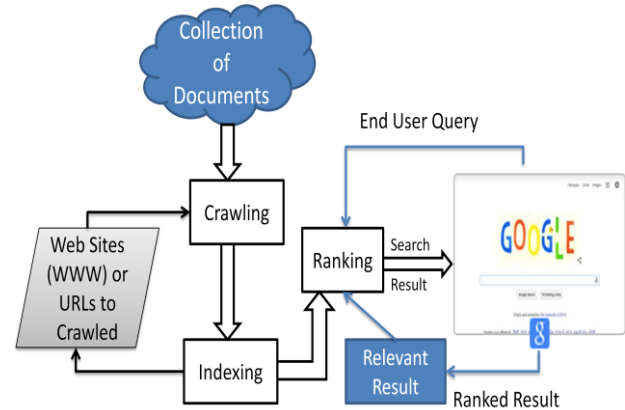 Collection
of
Documents
End User Query
Crawling
Web Sites
(WWW) or
URLs to
Crawled
Ranking
Search
Result
GOOGLE
Indexing
Relevant
Result
g
Ranked Result